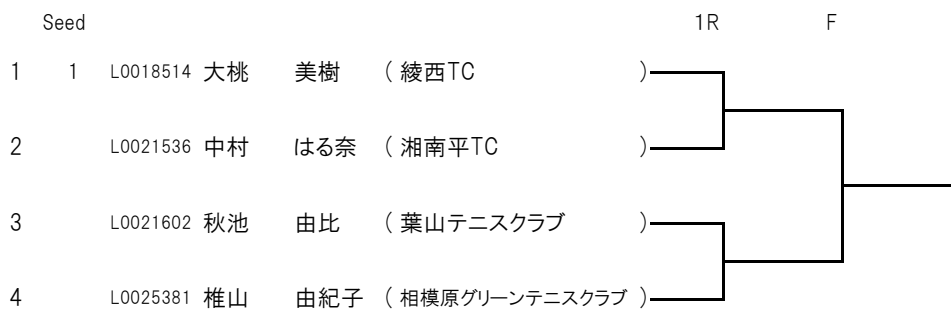 Seed 1R F
1 1 L0018514 大桃 美樹 ( 綾西TC )
2 L0021536 中村 はる奈 ( 湘南平TC )
3 L0021602 秋池 由比 ( 葉山テニスクラブ )
4 L0025381 椎山 由紀子 ( 相模原グリーンテニスクラブ )